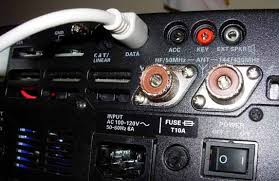 CAT/
LINEAR
DATA
ACC
KEY
EXT SPKR
HF/50MHz
ANT
144/430MHz
INPUT
AC 100-120V~
50-60Hz 6A
FUSE
T10A
POWER
OFF